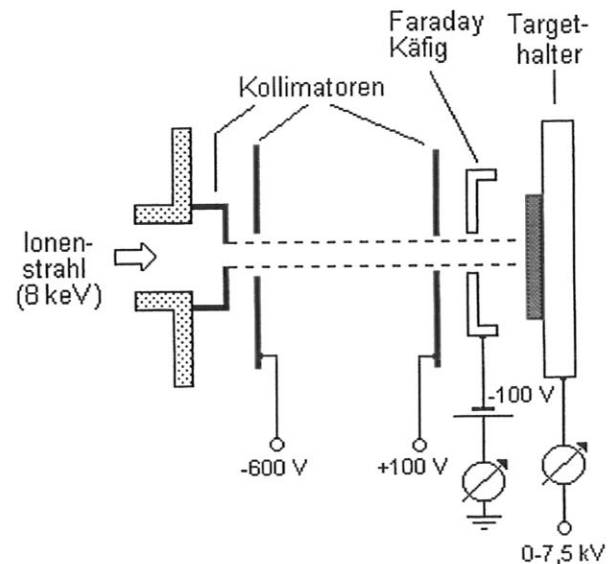 Faraday
Käfig
Target-
halter
Kollimatoren
Ionen-
strahl
(8 keV)
-100 V
-600 V
+100 V
0-7,5 kV